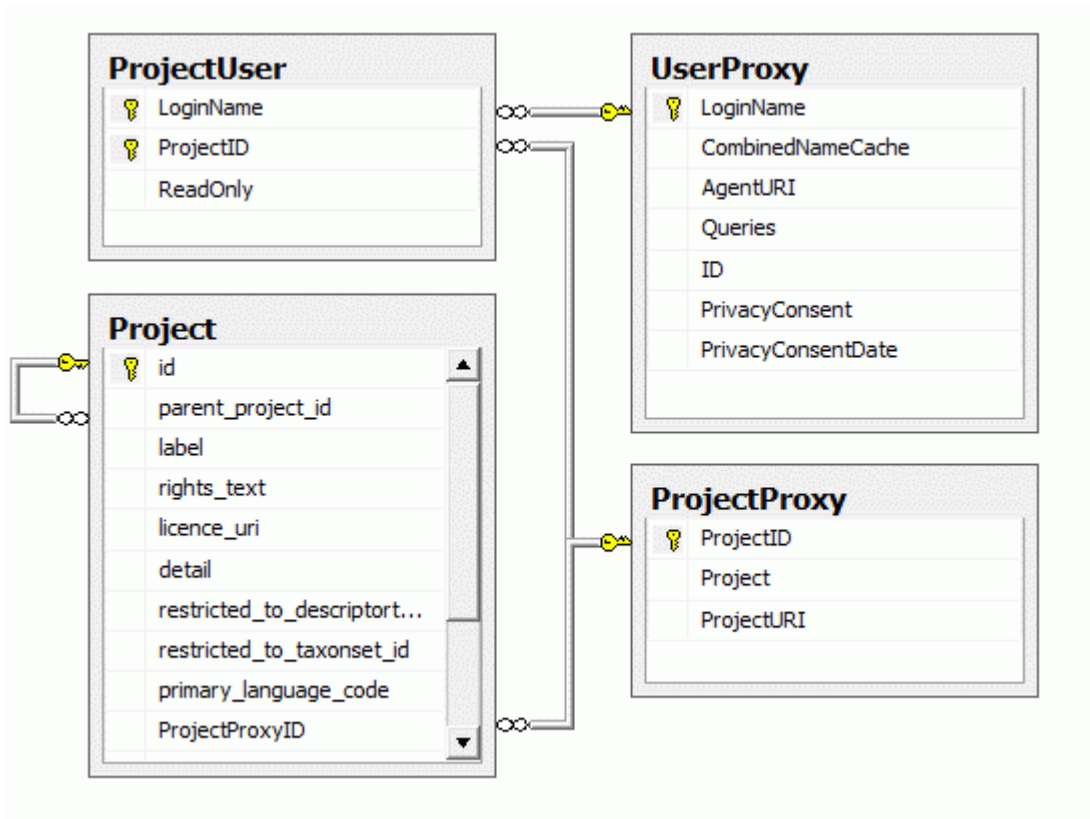 ProjectUser
LoginName
ProjectID
ReadOnly
UserProxy
LoginName
CombinedNameCache
AgentURI
Queries
ID
PrivacyConsent
PrivacyConsentDate
Project
id
parent_project_id
label
rights_text
licence_uri
detail
restricted_to_descriptort...
restricted_to_taxonset_id
primary_language_code
ProjectProxyID
ProjectProxy
ProjectID
Project
ProjectURI